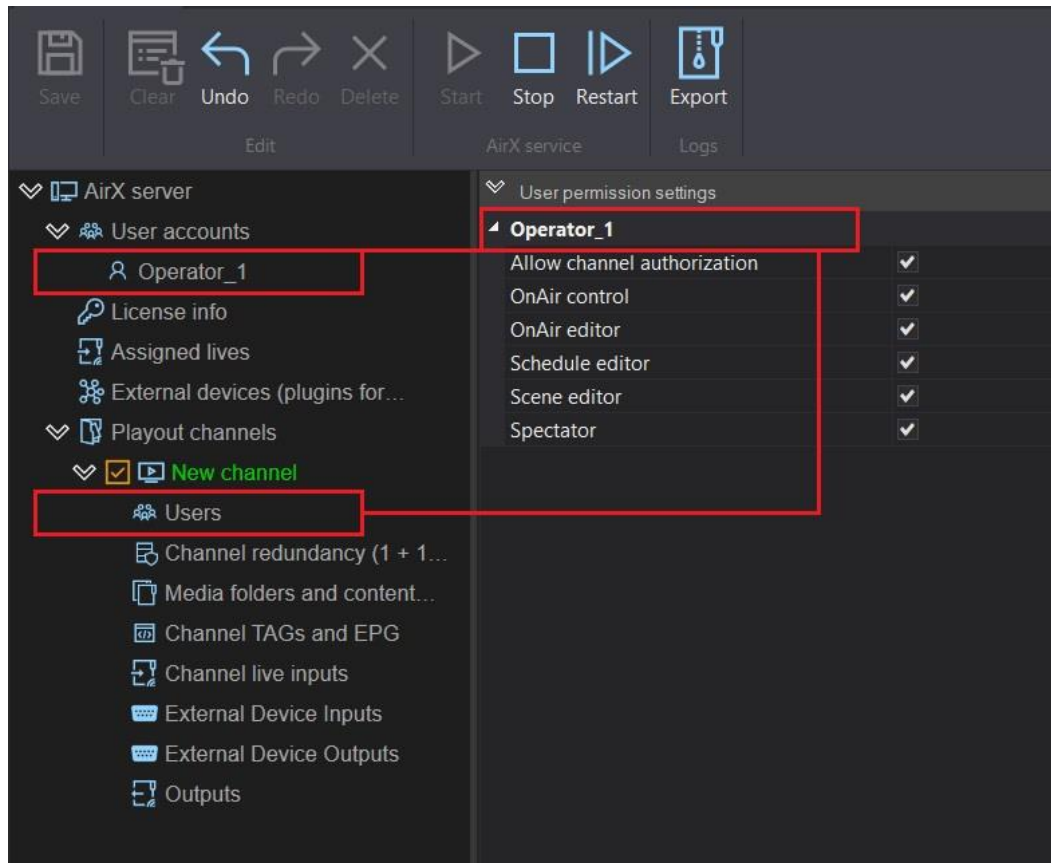 Save Clear Undo Redo Delete Start Stop Restart Export
Edit AirX service Logs
AirX server
User accounts
Operator_1
License info
Assigned lives
External devices (plugins for...
Playout channels
New channel
Users
Channel redundancy (1 + 1...
Media folders and content...
Channel TAGs and EPG
Channel live inputs
External Device Inputs
External Device Outputs
Outputs
User permission settings
Operator_1
Allow channel authorization
OnAir control
OnAir editor
Schedule editor
Scene editor
Spectator